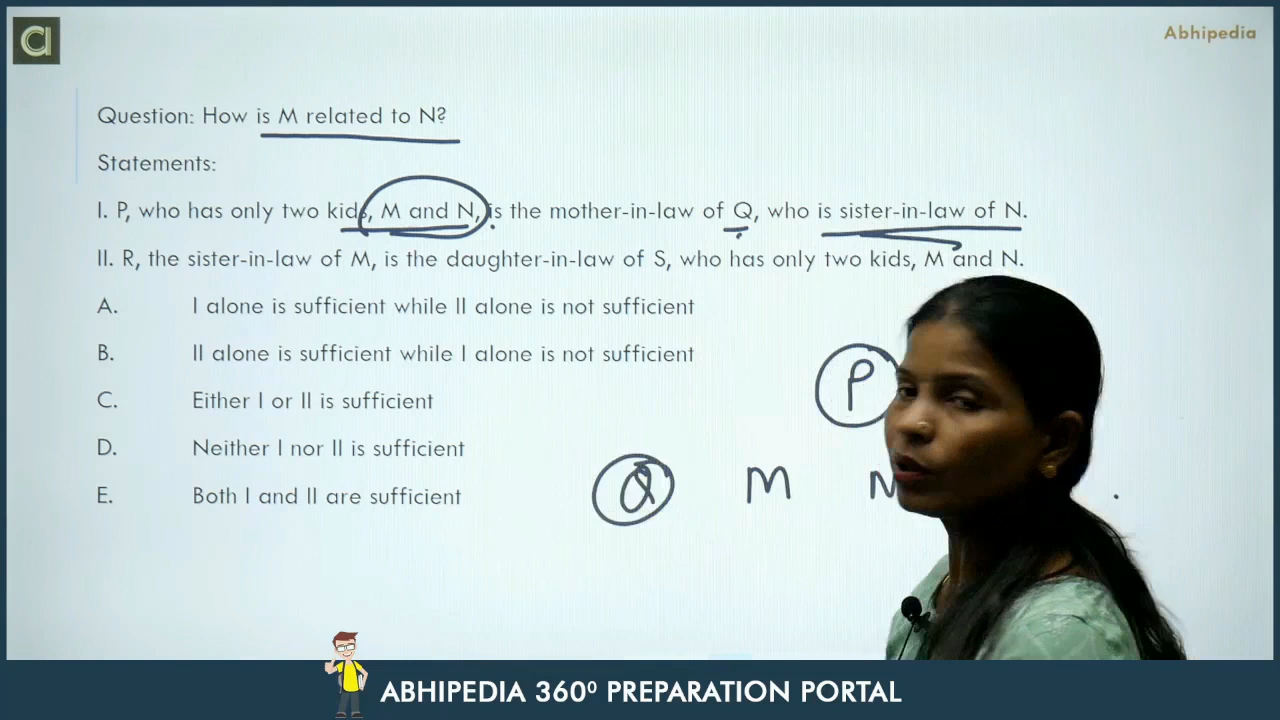 Abhipedia
Question: How is M related to N?
Statements:
I. P, who has only two kids, M and N, is the mother-in-law of Q, who is sister-in-law of N.
II. R, the sister-in-law of M, is the daughter-in-law of S, who has only two kids, M and N.
A. I alone is sufficient while II alone is not sufficient
B. II alone is sufficient while I alone is not sufficient
C. Either I or II is sufficient
D. Neither I nor II is sufficient
E. Both I and II are sufficient
P
Q M N
ABHIPEDIA 360⁰ PREPARATION PORTAL